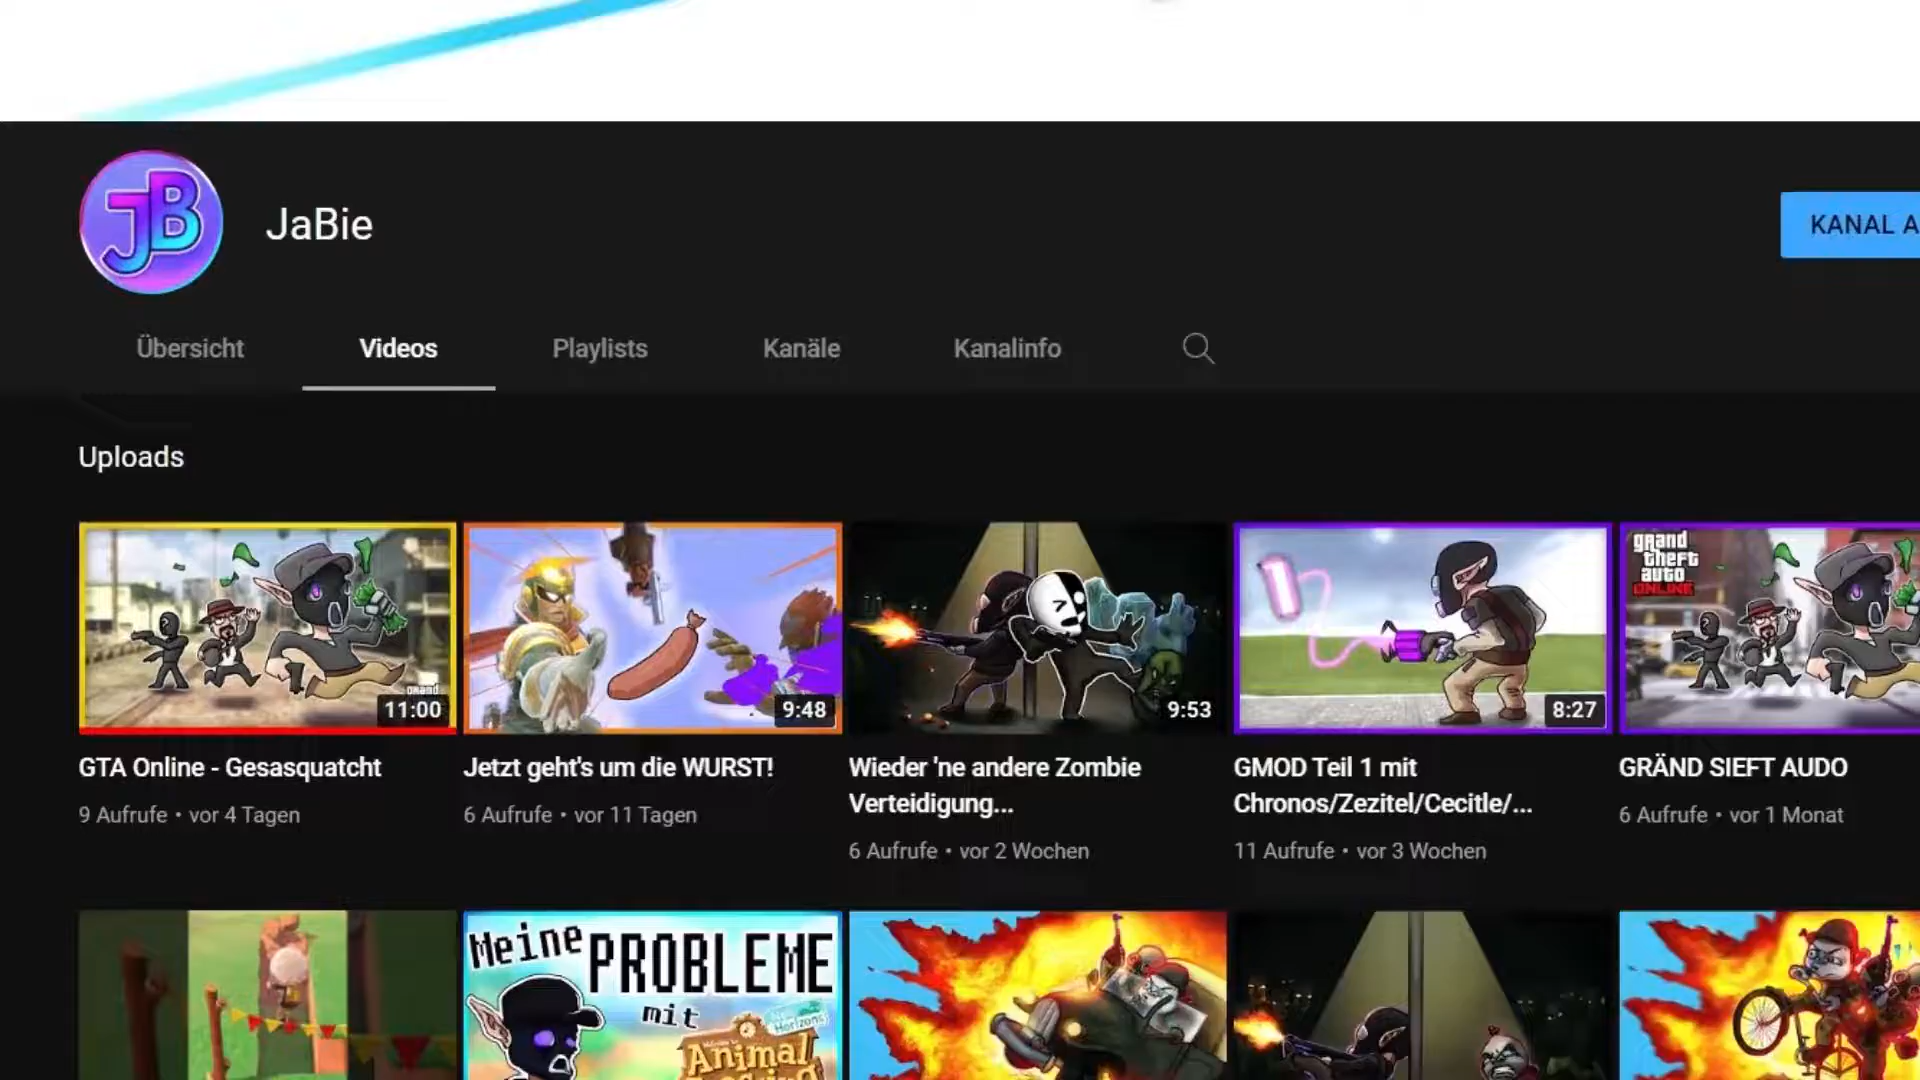 JB
JaBie
KANAL A
Übersicht
Videos
Playlists
Kanäle
Kanalinfo
Uploads
11:00
9:48
9:53
8:27
grand
theft
auto
ONLINE
GTA Online - Gesasquatcht
9 Aufrufe • vor 4 Tagen
Jetzt geht's um die WURST!
6 Aufrufe • vor 11 Tagen
Wieder 'ne andere Zombie
Verteidigung...
6 Aufrufe • vor 2 Wochen
GMOD Teil 1 mit
Chronos/Zezitel/Cecitle/...
11 Aufrufe • vor 3 Wochen
GRÄND SIEFT AUDO
6 Aufrufe • vor 1 Monat
Meine PROBLEME
mit
Horizons
Animal